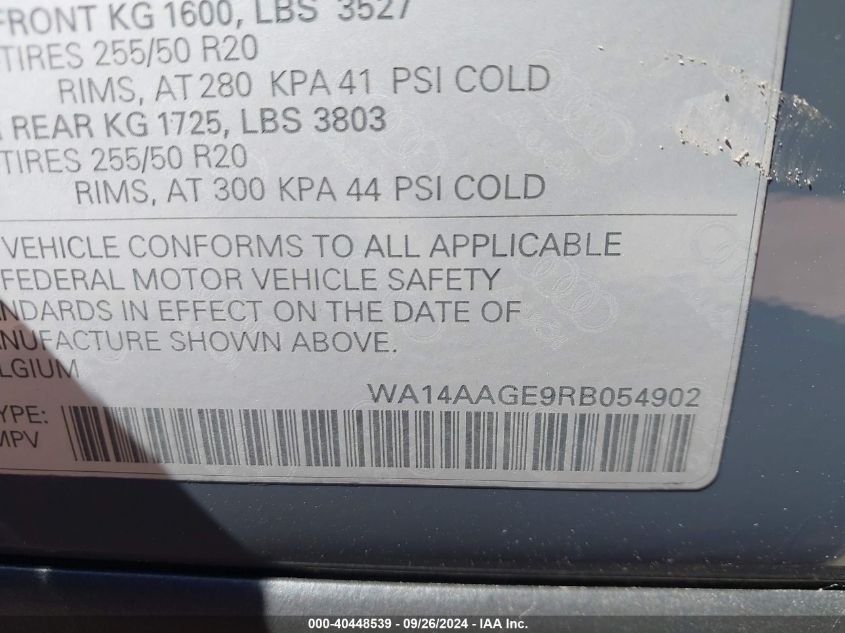 FRONT KG 1600, LBS 3527
TIRES 255/50 R20
RIMS, AT 280 KPA 41 PSI COLD
REAR KG 1725, LBS 3803
TIRES 255/50 R20
RIMS, AT 300 KPA 44 PSI COLD
VEHICLE CONFORMS TO ALL APPLICABLE
FEDERAL MOTOR VEHICLE SAFETY
NDARDS IN EFFECT ON THE DATE OF
NUFACTURE SHOWN ABOVE.
LGIUM
WA14AAGE9RB054902
YPE:
MPV
000-40448539 - 09/26/2024 - IAA Inc.